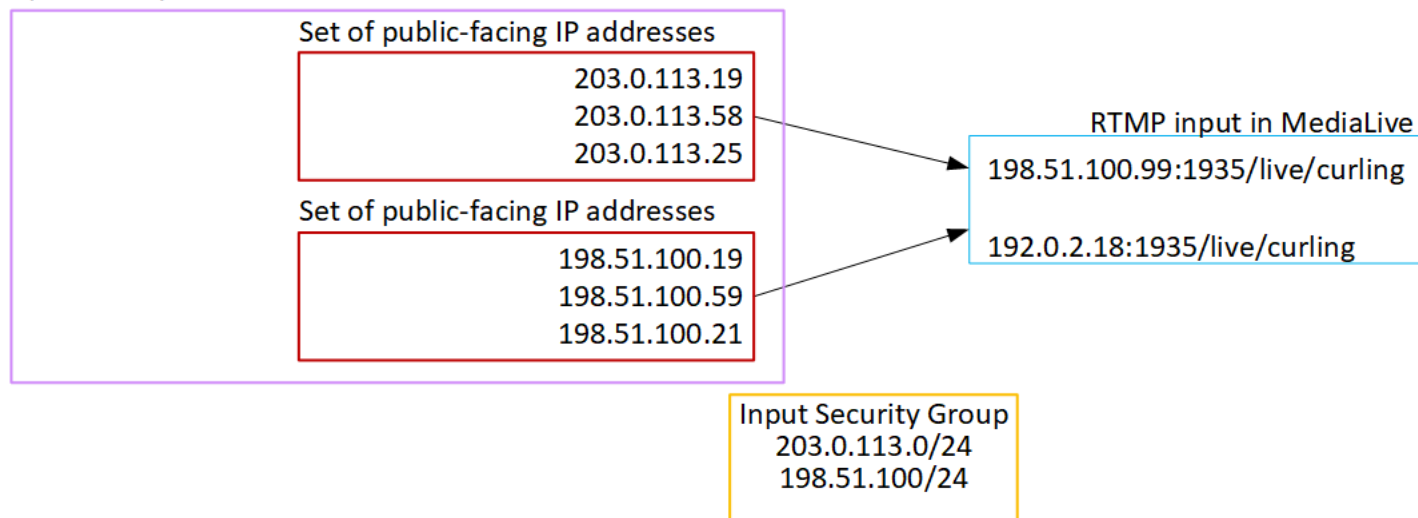 Set of public-facing IP addresses
203.0.113.19
203.0.113.58
203.0.113.25
Set of public-facing IP addresses
198.51.100.19
198.51.100.59
198.51.100.21
RTMP input in MediaLive
198.51.100.99:1935/live/curling
192.0.2.18:1935/live/curling
Input Security Group
203.0.113.0/24
198.51.100/24